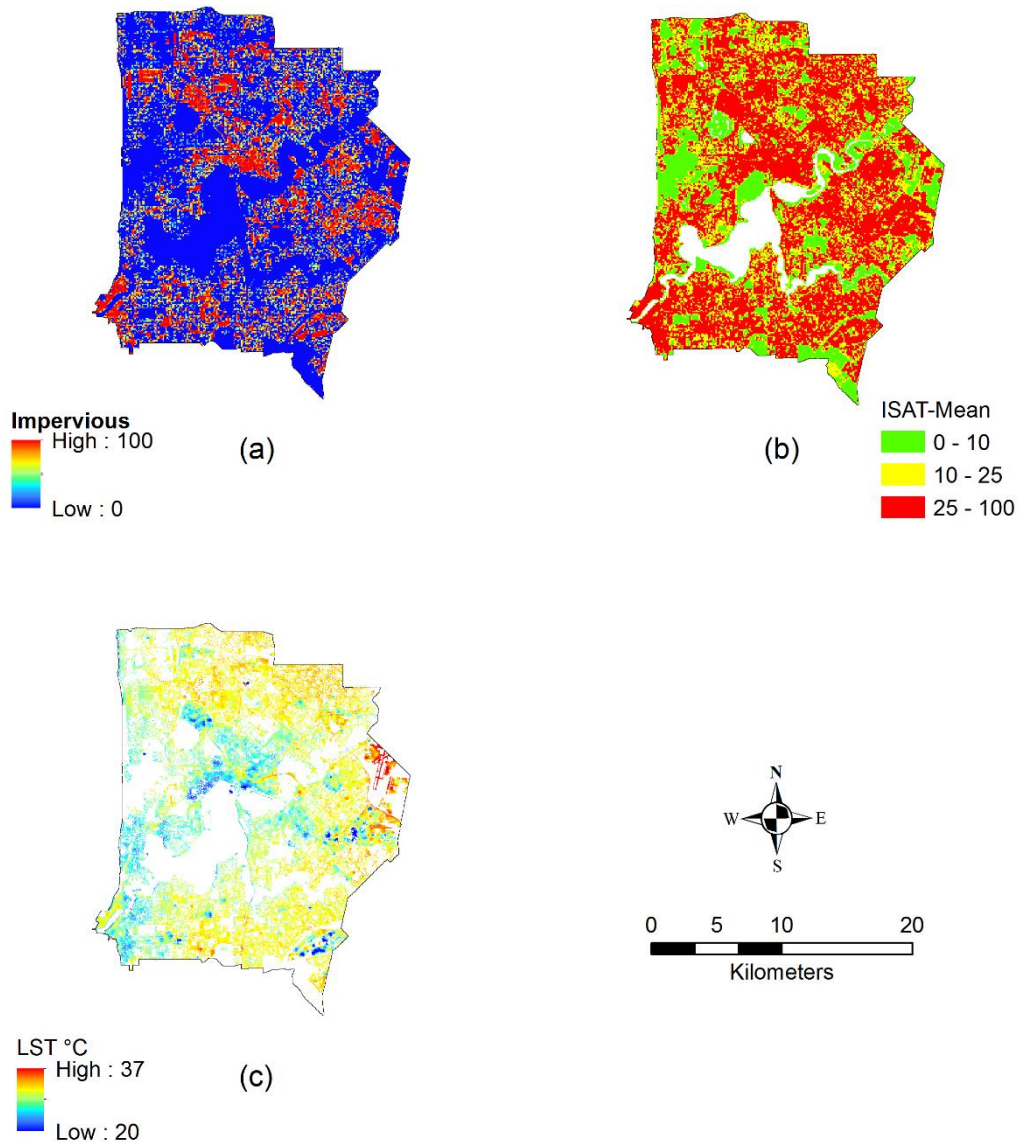 Impervious
High : 100
Low : 0
(a)
(b)
ISAT-Mean
0 - 10
10 - 25
25 - 100
LST °C
High : 37
Low : 20
(c)
N
W E
S
0 5 10 20
Kilometers